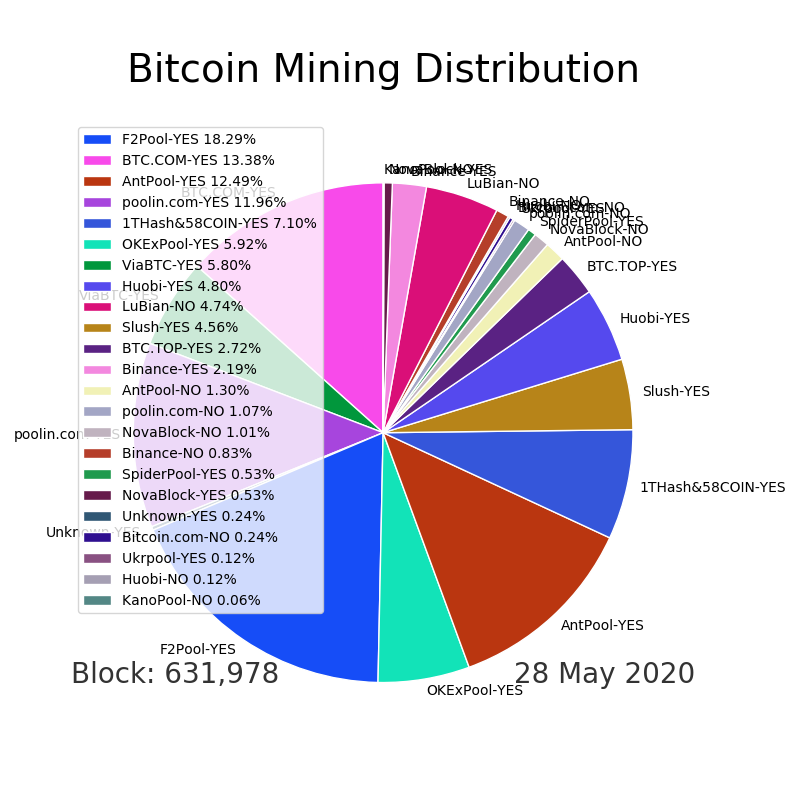 Bitcoin Mining Distribution
F2Pool-YES 18.29%
BTC.COM-YES 13.38%
AntPool-YES 12.49%
poolin.com-YES 11.96%
1THash&58COIN-YES 7.10%
OKExPool-YES 5.92%
ViaBTC-YES 5.80%
Huobi-YES 4.80%
LuBian-NO 4.74%
Slush-YES 4.56%
BTC.TOP-YES 2.72%
Binance-YES 2.19%
AntPool-NO 1.30%
poolin.com-NO 1.07%
NovaBlock-NO 1.01%
Binance-NO 0.83%
SpiderPool-YES 0.53%
NovaBlock-YES 0.53%
Unknown-YES 0.24%
Bitcoin.com-NO 0.24%
Ukrpool-YES 0.12%
Huobi-NO 0.12%
KanoPool-NO 0.06%
BTC.COM-YES
ViaBTC-YES
poolin.com-YES
Unknown-YES
F2Pool-YES
OKExPool-YES
AntPool-YES
1THash&58COIN-YES
Slush-YES
Huobi-YES
BTC.TOP-YES
AntPool-NO
NovaBlock-NO
SpiderPool-YES
poolin.com-NO
Binance-NO
LuBian-NO
Binance-YES
Block: 631,978
28 May 2020